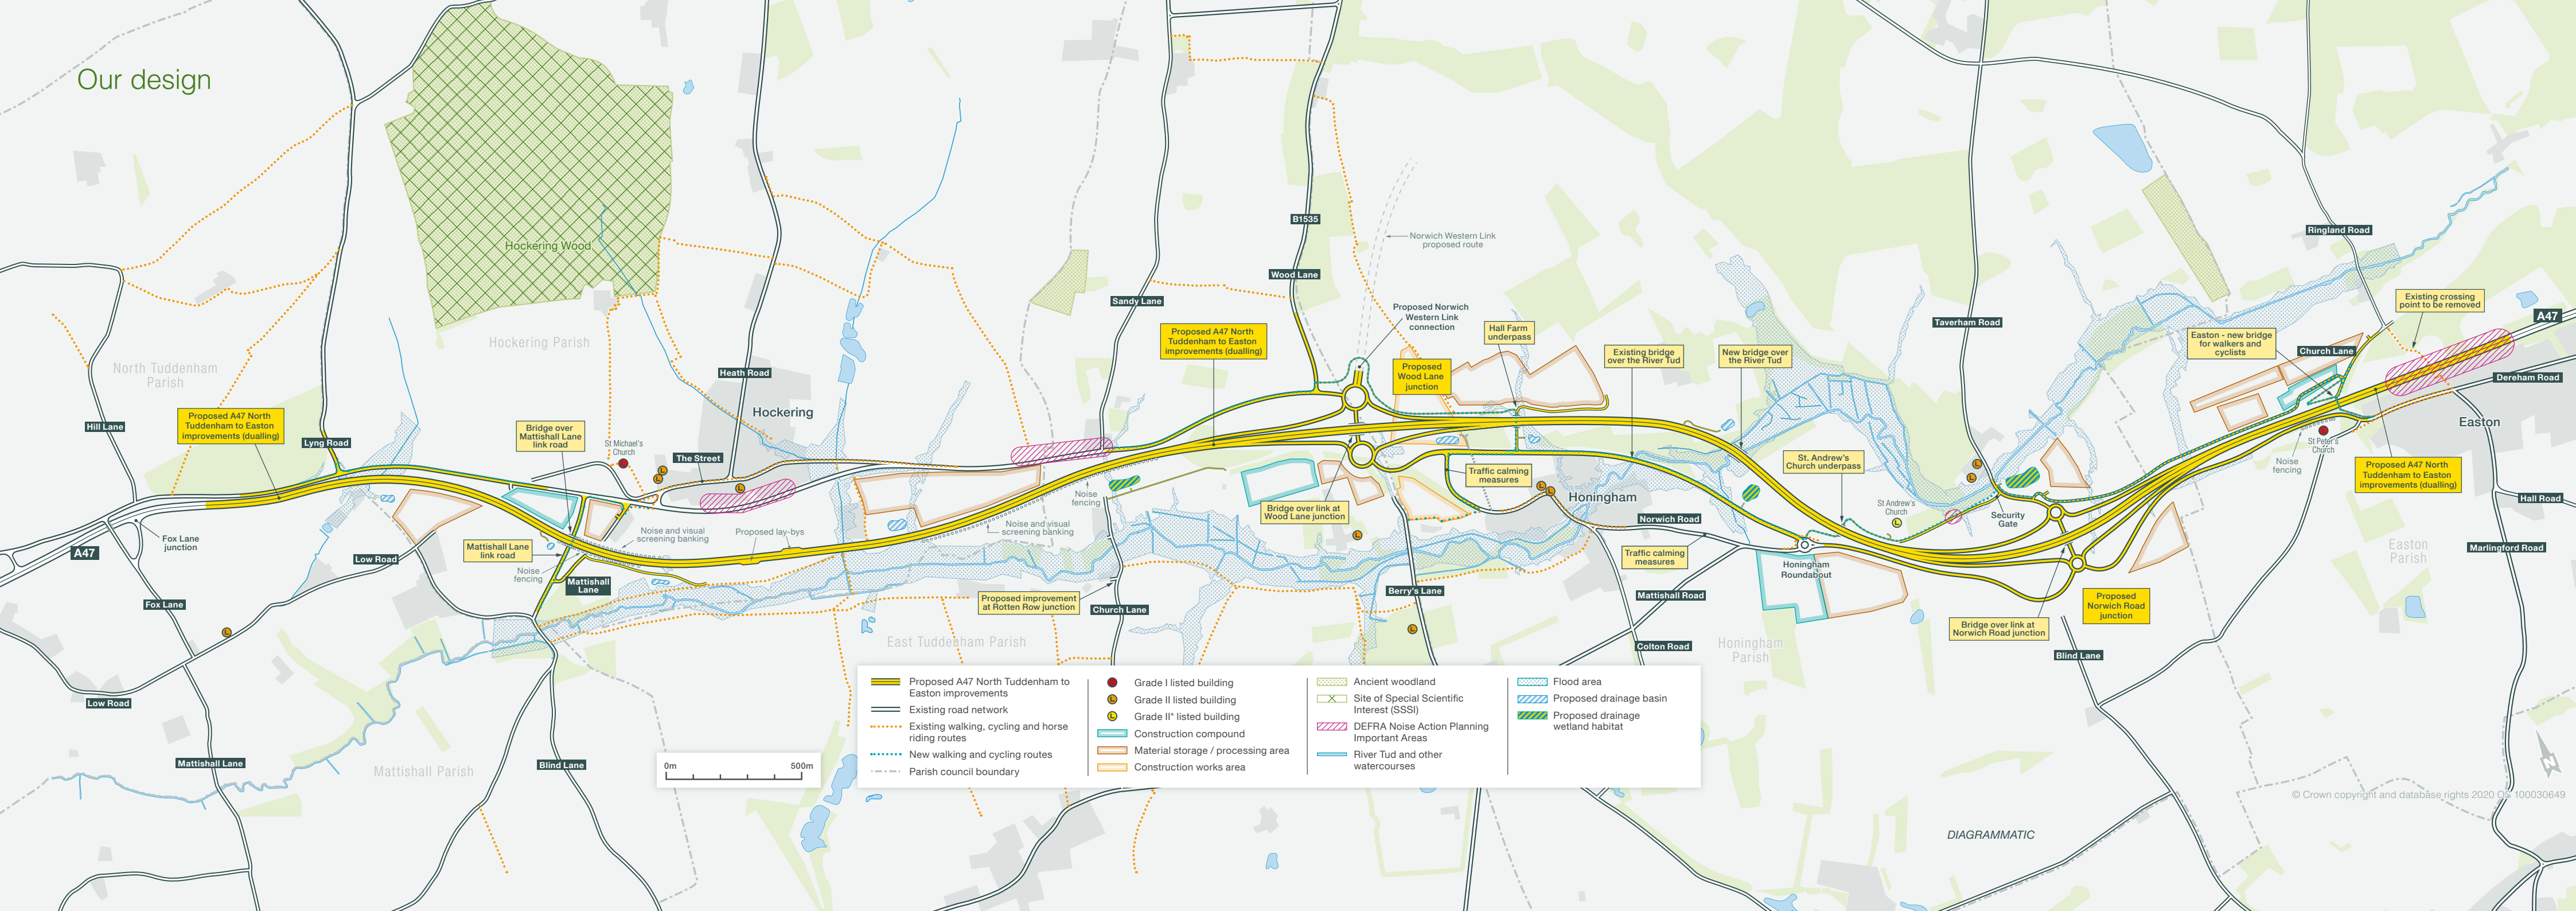 Our design
Hockering Wood
Hockering Parish
North Tuddenham
Parish
Proposed A47 North
Tuddenham to Easton
improvements (dualling)
Hill Lane
Lyng Road
A47
Fox Lane
junction
Fox Lane
Low Road
Low Road
Mattishall Lane
Mattishall Parish
Blind Lane
Bridge over
Mattishall Lane
link road
Mattishall Lane
link road
Noise
fencing
Mattishall
Lane
St Michael's
Church
The Street
Noise and visual
screening banking
Proposed lay-bys
Heath Road
Hockering
East Tuddenham Parish
Noise and visual
screening banking
Noise
fencing
Proposed improvement
at Rotten Row junction
Church Lane
Sandy Lane
Proposed A47 North
Tuddenham to Easton
improvements (dualling)
B1535
Wood Lane
Norwich Western Link
proposed route
Proposed Norwich
Western Link
connection
Proposed
Wood Lane
junction
Hall Farm
underpass
Bridge over link at
Wood Lane junction
Traffic calming
measures
Berry's Lane
Honingham
Existing bridge
over the River Tud
New bridge over
the River Tud
Norwich Road
Traffic calming
measures
Mattishall Road
Colton Road
Honingham
Parish
Honingham
Roundabout
St. Andrew's
Church underpass
St Andrew's
Church
Taverham Road
Security
Gate
Bridge over link at
Norwich Road junction
Proposed
Norwich Road
junction
Blind Lane
Ringland Road
Existing crossing
point to be removed
A47
Easton - new bridge
for walkers and
cyclists
Church Lane
Dereham Road
Easton
St Peter's
Church
Noise
fencing
Proposed A47 North
Tuddenham to Easton
improvements (dualling)
Hall Road
Marlingford Road
Easton
Parish
0m 500m
Proposed A47 North Tuddenham to
Easton improvements
Existing road network
Existing walking, cycling and horse
riding routes
New walking and cycling routes
Parish council boundary
Grade I listed building
Grade II listed building
Grade II* listed building
Construction compound
Material storage / processing area
Construction works area
Ancient woodland
Site of Special Scientific
Interest (SSSI)
DEFRA Noise Action Planning
Important Areas
River Tud and other
watercourses
Flood area
Proposed drainage basin
Proposed drainage
wetland habitat
L
L
L
L
L
L
L
L
L
L
L
L
L
N
© Crown copyright and database rights 2020 OS 100030649
DIAGRAMMATIC